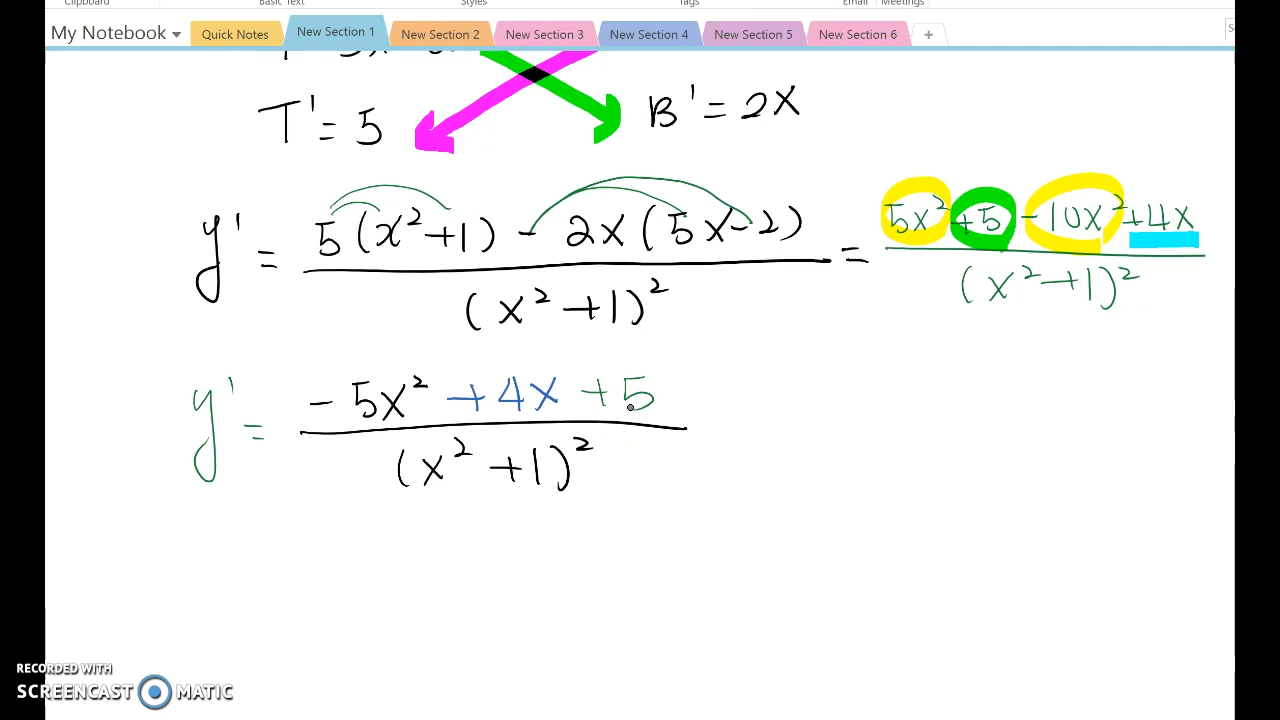 Clipboard Basic Text Styles Tags Email Meetings
My Notebook Quick Notes New Section 1 New Section 2 New Section 3 New Section 4 New Section 5 New Section 6 +
T' = 5 B' = 2X
y' = 5(x² + 1) - 2x(5x - 2) / (x² + 1)² = 5x² + 5 - 10x² + 4x / (x² + 1)²
y' = - 5x² + 4x + 5 / (x² + 1)²
RECORDED WITH
SCREENCAST MATIC